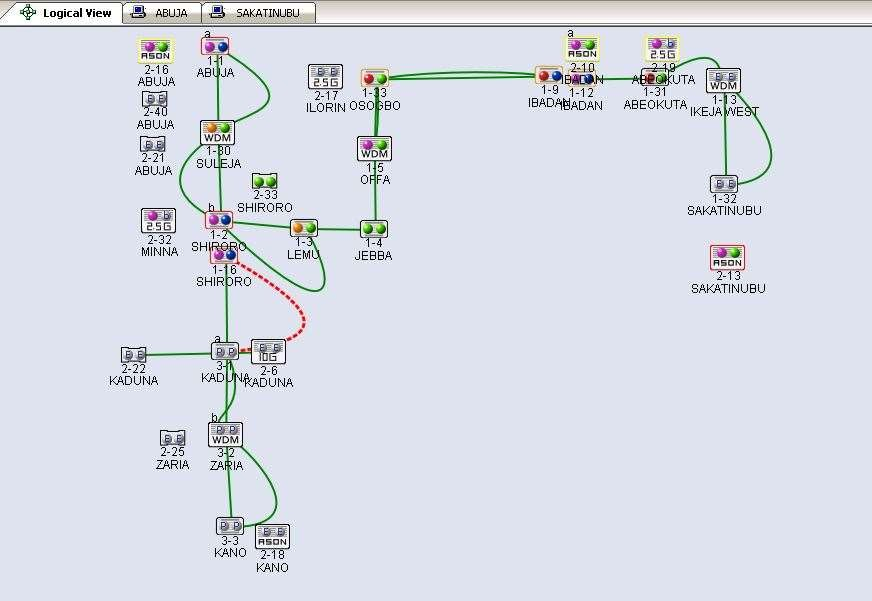 Logical View
ABUJA
SAKATINUBU
a
1-1
ABUJA
ASON
2-16
ABUJA
2-40
ABUJA
2-21
ABUJA
WDM
1-30
SULEJA
2-33
SHIRORO
2.5G
2-32
MINNA
b
1-2
SHIRORO
1-16
SHIRORO
1-3
LEMU
1-4
JEBBA
WDM
1-5
OFFA
2.5G
2-17
ILORIN
1-33
OSOGBO
1-9
IBADAN
a
ASON
2-10
IBADAN
1-12
IBADAN
2.5G
2-19
ABEOKUTA
1-31
ABEOKUTA
WDM
1-13
IKEJA WEST
1-32
SAKATINUBU
ASON
2-13
SAKATINUBU
a
3-1
KADUNA
10G
2-6
KADUNA
2-22
KADUNA
b
WDM
3-2
ZARIA
2-25
ZARIA
3-3
KANO
ASON
2-18
KANO